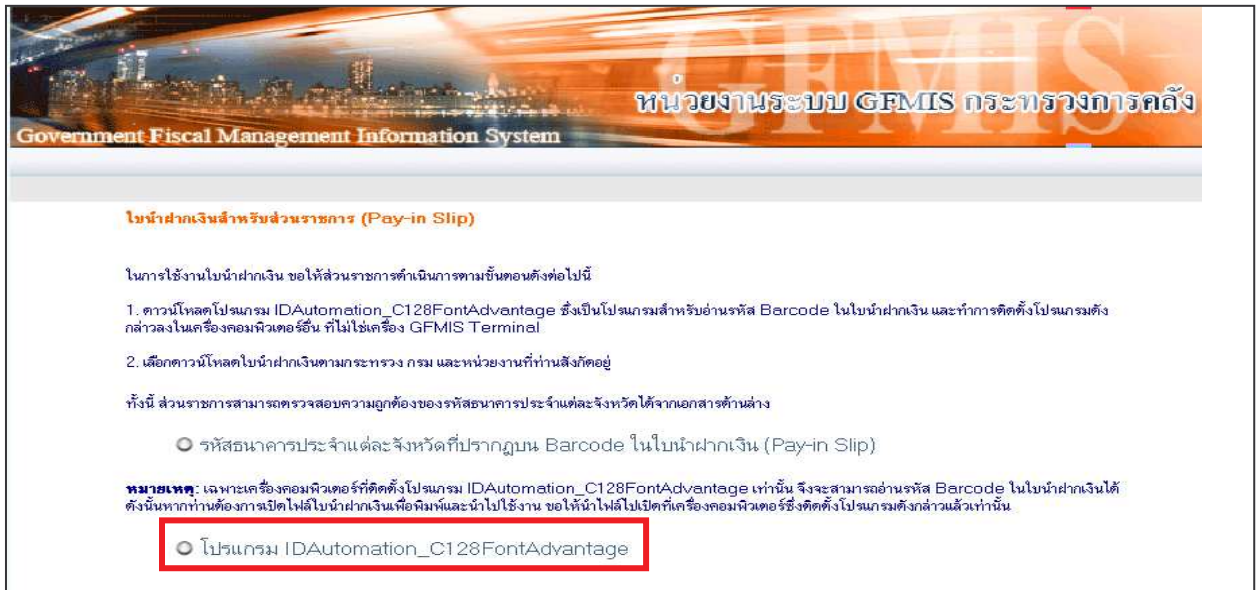 GFMIS
หน่วยงานระบบ GFMIS กระทรวงการคลัง
Government Fiscal Management Information System
ใบนำฝากเงินสำหรับส่วนราชการ (Pay-in Slip)
ในการใช้งานใบนำฝากเงิน ขอให้ส่วนราชการดำเนินการตามขั้นตอนดังต่อไปนี้
1. ดาวน์โหลดโปรแกรม IDAutomation_C128FontAdvantage ซึ่งเป็นโปรแกรมสำหรับอ่านรหัส Barcode ในใบนำฝากเงิน และทำการติดตั้งโปรแกรมดัง
กล่าวลงในเครื่องคอมพิวเตอร์อื่น ที่ไม่ใช่เครื่อง GFMIS Terminal
2. เลือกดาวน์โหลดใบนำฝากเงินตามกระทรวง กรม และหน่วยงานที่ท่านสังกัดอยู่
ทั้งนี้ ส่วนราชการสามารถตรวจสอบความถูกต้องของรหัสธนาคารประจำแต่ละจังหวัดได้จากเอกสารด้านล่าง
รหัสธนาคารประจำแต่ละจังหวัดที่ปรากฏบน Barcode ในใบนำฝากเงิน (Pay-in Slip)
หมายเหตุ: เฉพาะเครื่องคอมพิวเตอร์ที่ติดตั้งโปรแกรม IDAutomation_C128FontAdvantage เท่านั้น จึงจะสามารถอ่านรหัส Barcode ในใบนำฝากเงินได้
ดังนั้นหากท่านต้องการเปิดไฟล์ใบนำฝากเงินเพื่อพิมพ์และนำไปใช้งาน ขอให้นำไฟล์ไปเปิดที่เครื่องคอมพิวเตอร์ซึ่งติดตั้งโปรแกรมดังกล่าวแล้วเท่านั้น
โปรแกรม IDAutomation_C128FontAdvantage